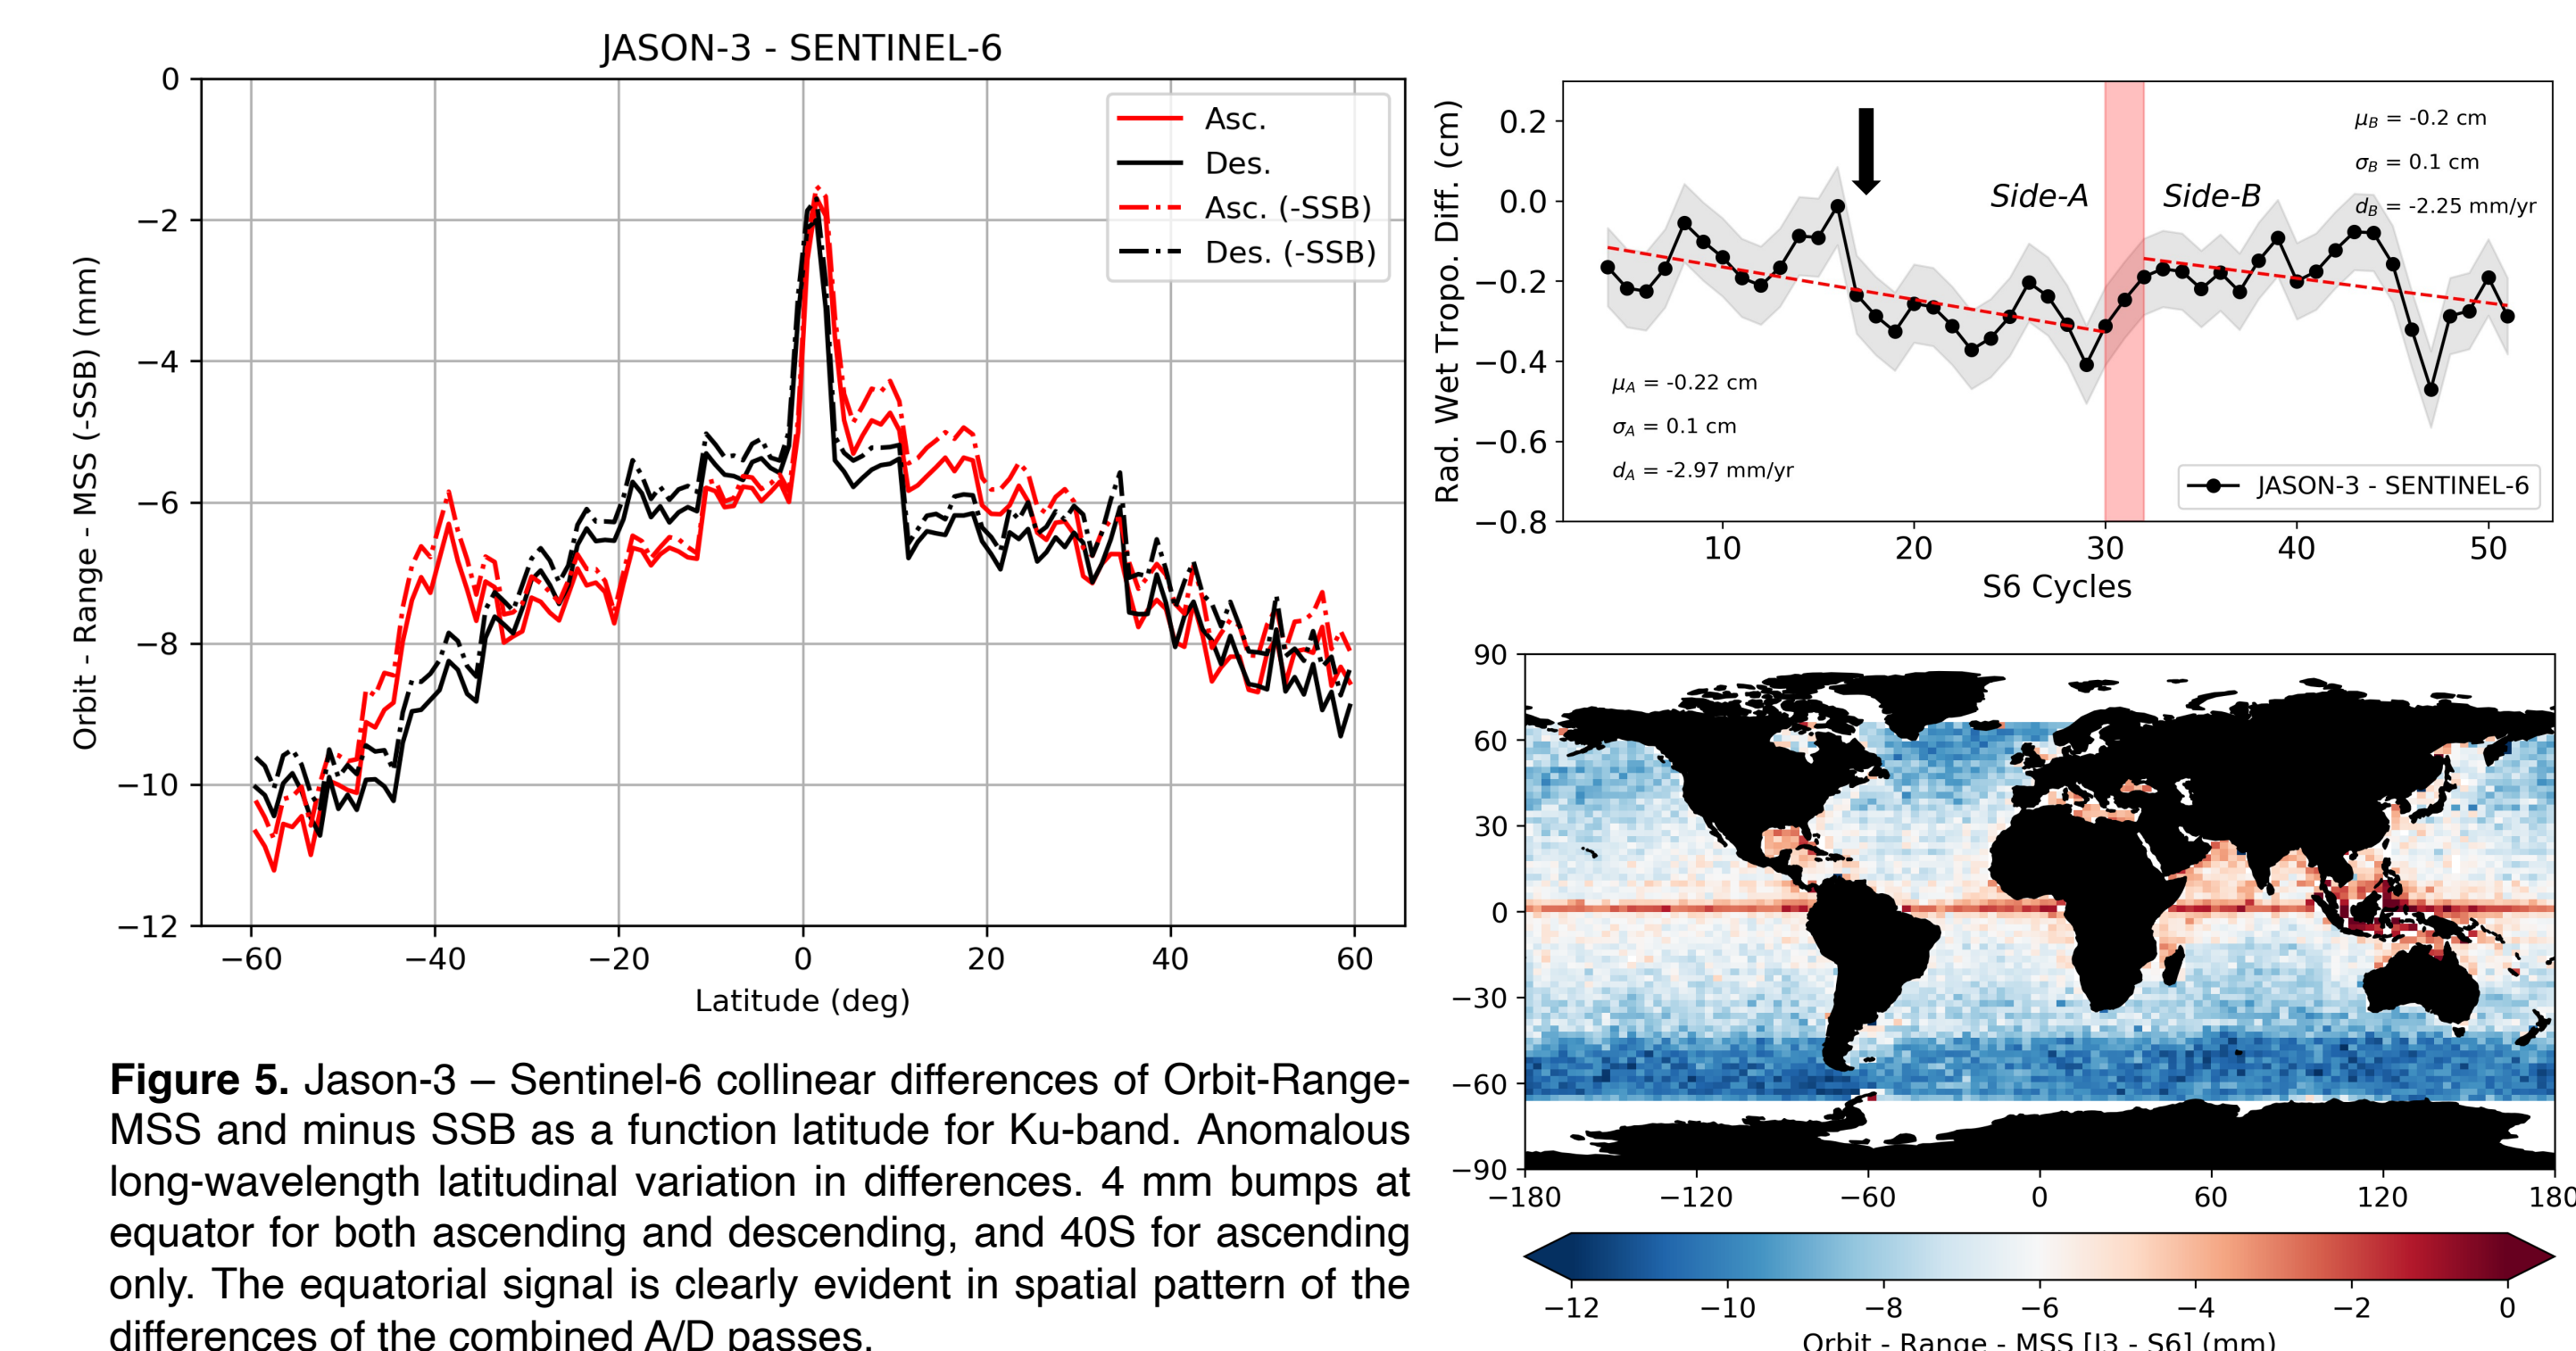 JASON-3 - SENTINEL-6
Orbit - Range - MSS (-SSB) (mm)
0
−2
−4
−6
−8
−10
−12
−60
−40
−20
0
20
40
60
Latitude (deg)
Asc.
Des.
Asc. (-SSB)
Des. (-SSB)
Figure 5. Jason-3 – Sentinel-6 collinear differences of Orbit-Range-
MSS and minus SSB as a function latitude for Ku-band. Anomalous
long-wavelength latitudinal variation in differences. 4 mm bumps at
equator for both ascending and descending, and 40S for ascending
only. The equatorial signal is clearly evident in spatial pattern of the
differences of the combined A/D passes.
Rad. Wet Tropo. Diff. (cm)
0.2
0.0
−0.2
−0.4
−0.6
−0.8
Side-A
Side-B
μB = -0.2 cm
σB = 0.1 cm
dB = -2.25 mm/yr
μA = -0.22 cm
σA = 0.1 cm
dA = -2.97 mm/yr
JASON-3 - SENTINEL-6
10
20
30
40
50
S6 Cycles
90
60
30
0
−30
−60
−90
−180
−120
−60
0
60
120
180
−12
−10
−8
−6
−4
−2
0
Orbit - Range - MSS [J3 - S6] (mm)